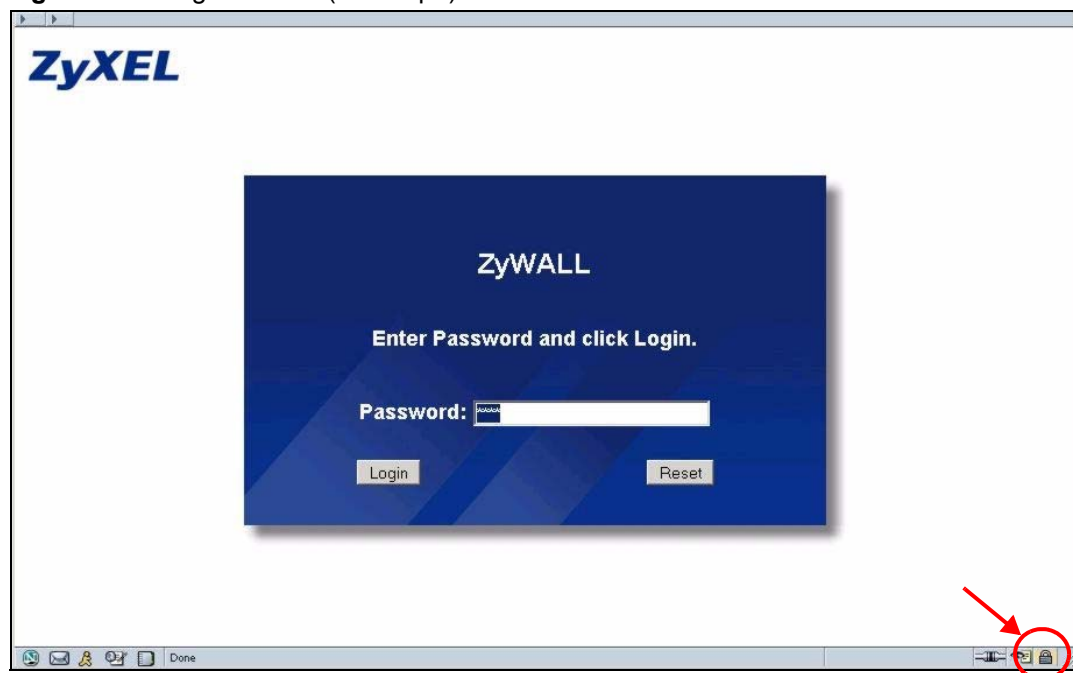 ZyXEL
ZyWALL
Enter Password and click Login.
Password: *****
Login
Reset
Done